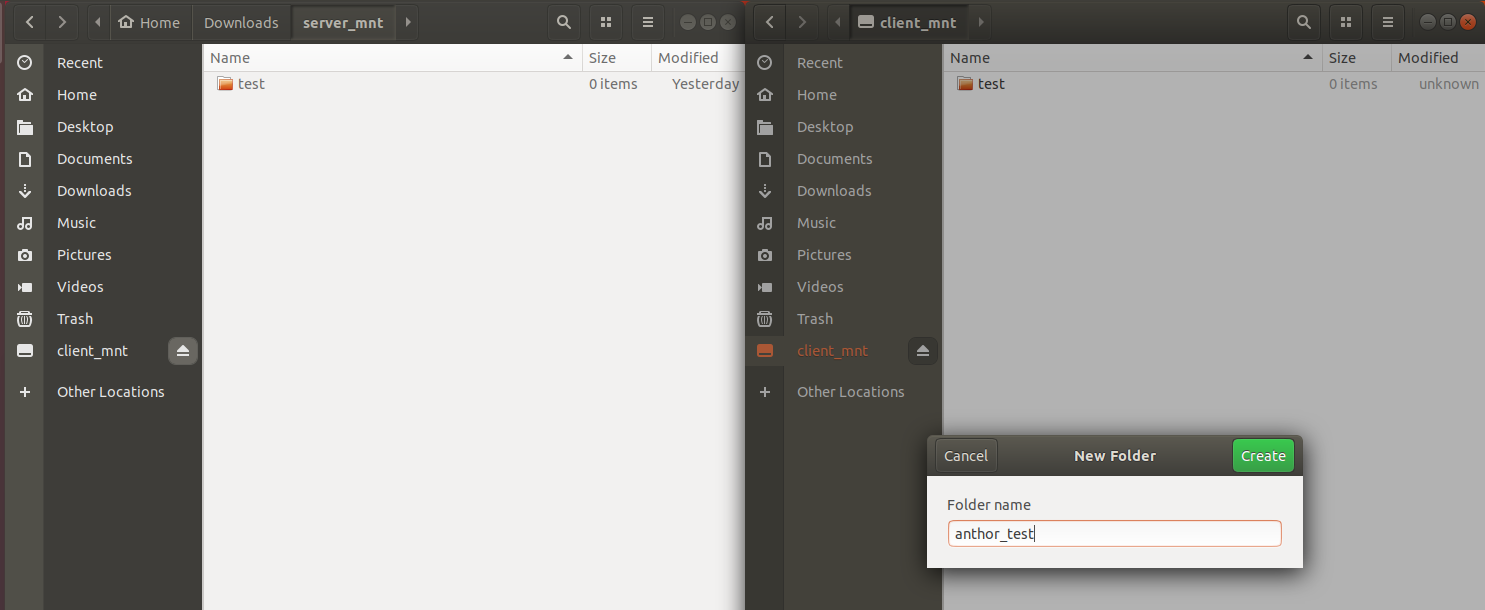 Home Downloads server_mnt
Recent
Home
Desktop
Documents
Downloads
Music
Pictures
Videos
Trash
client_mnt
Other Locations
Name Size Modified
test 0 items Yesterday
client_mnt
Recent
Home
Desktop
Documents
Downloads
Music
Pictures
Videos
Trash
client_mnt
Other Locations
Name Size Modified
test 0 items unknown
Cancel New Folder Create
Folder name
anthor_test